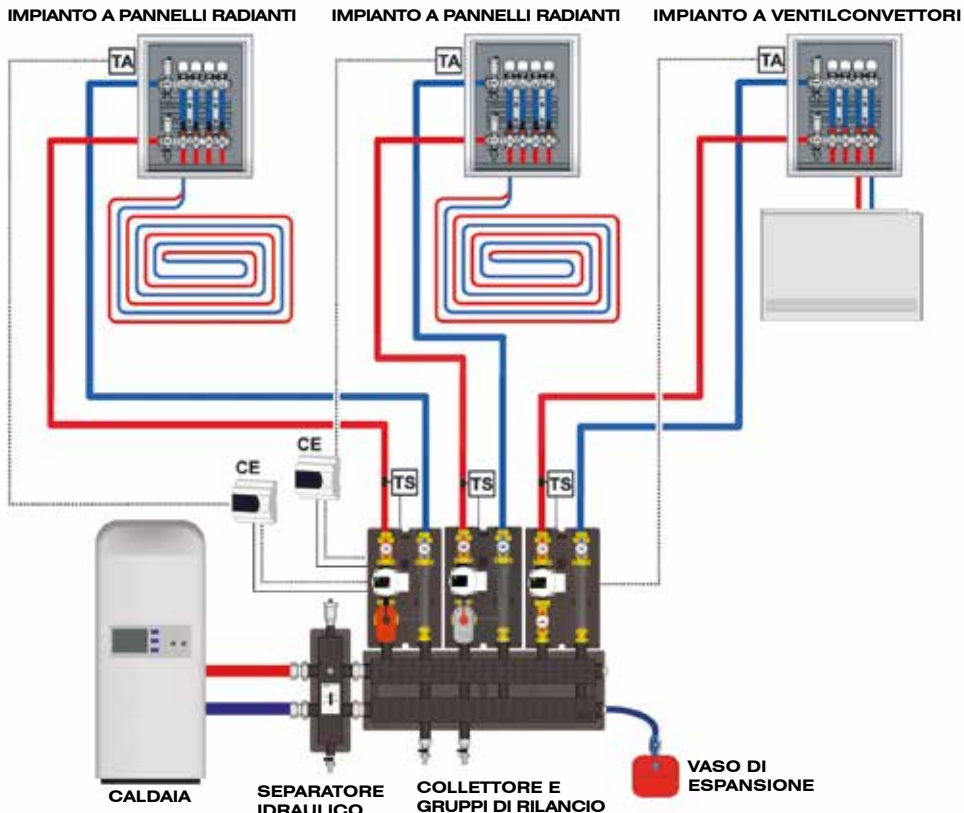 IMPIANTO A PANNELLI RADIANTI
IMPIANTO A PANNELLI RADIANTI
IMPIANTO A VENTILCONVETTORI
TA
TA
TA
CE
CE
TS
TS
TS
CALDAIA
SEPARATORE
IDRAULICO
COLLETTORE E
GRUPPI DI RILANCIO
VASO DI
ESPANSIONE